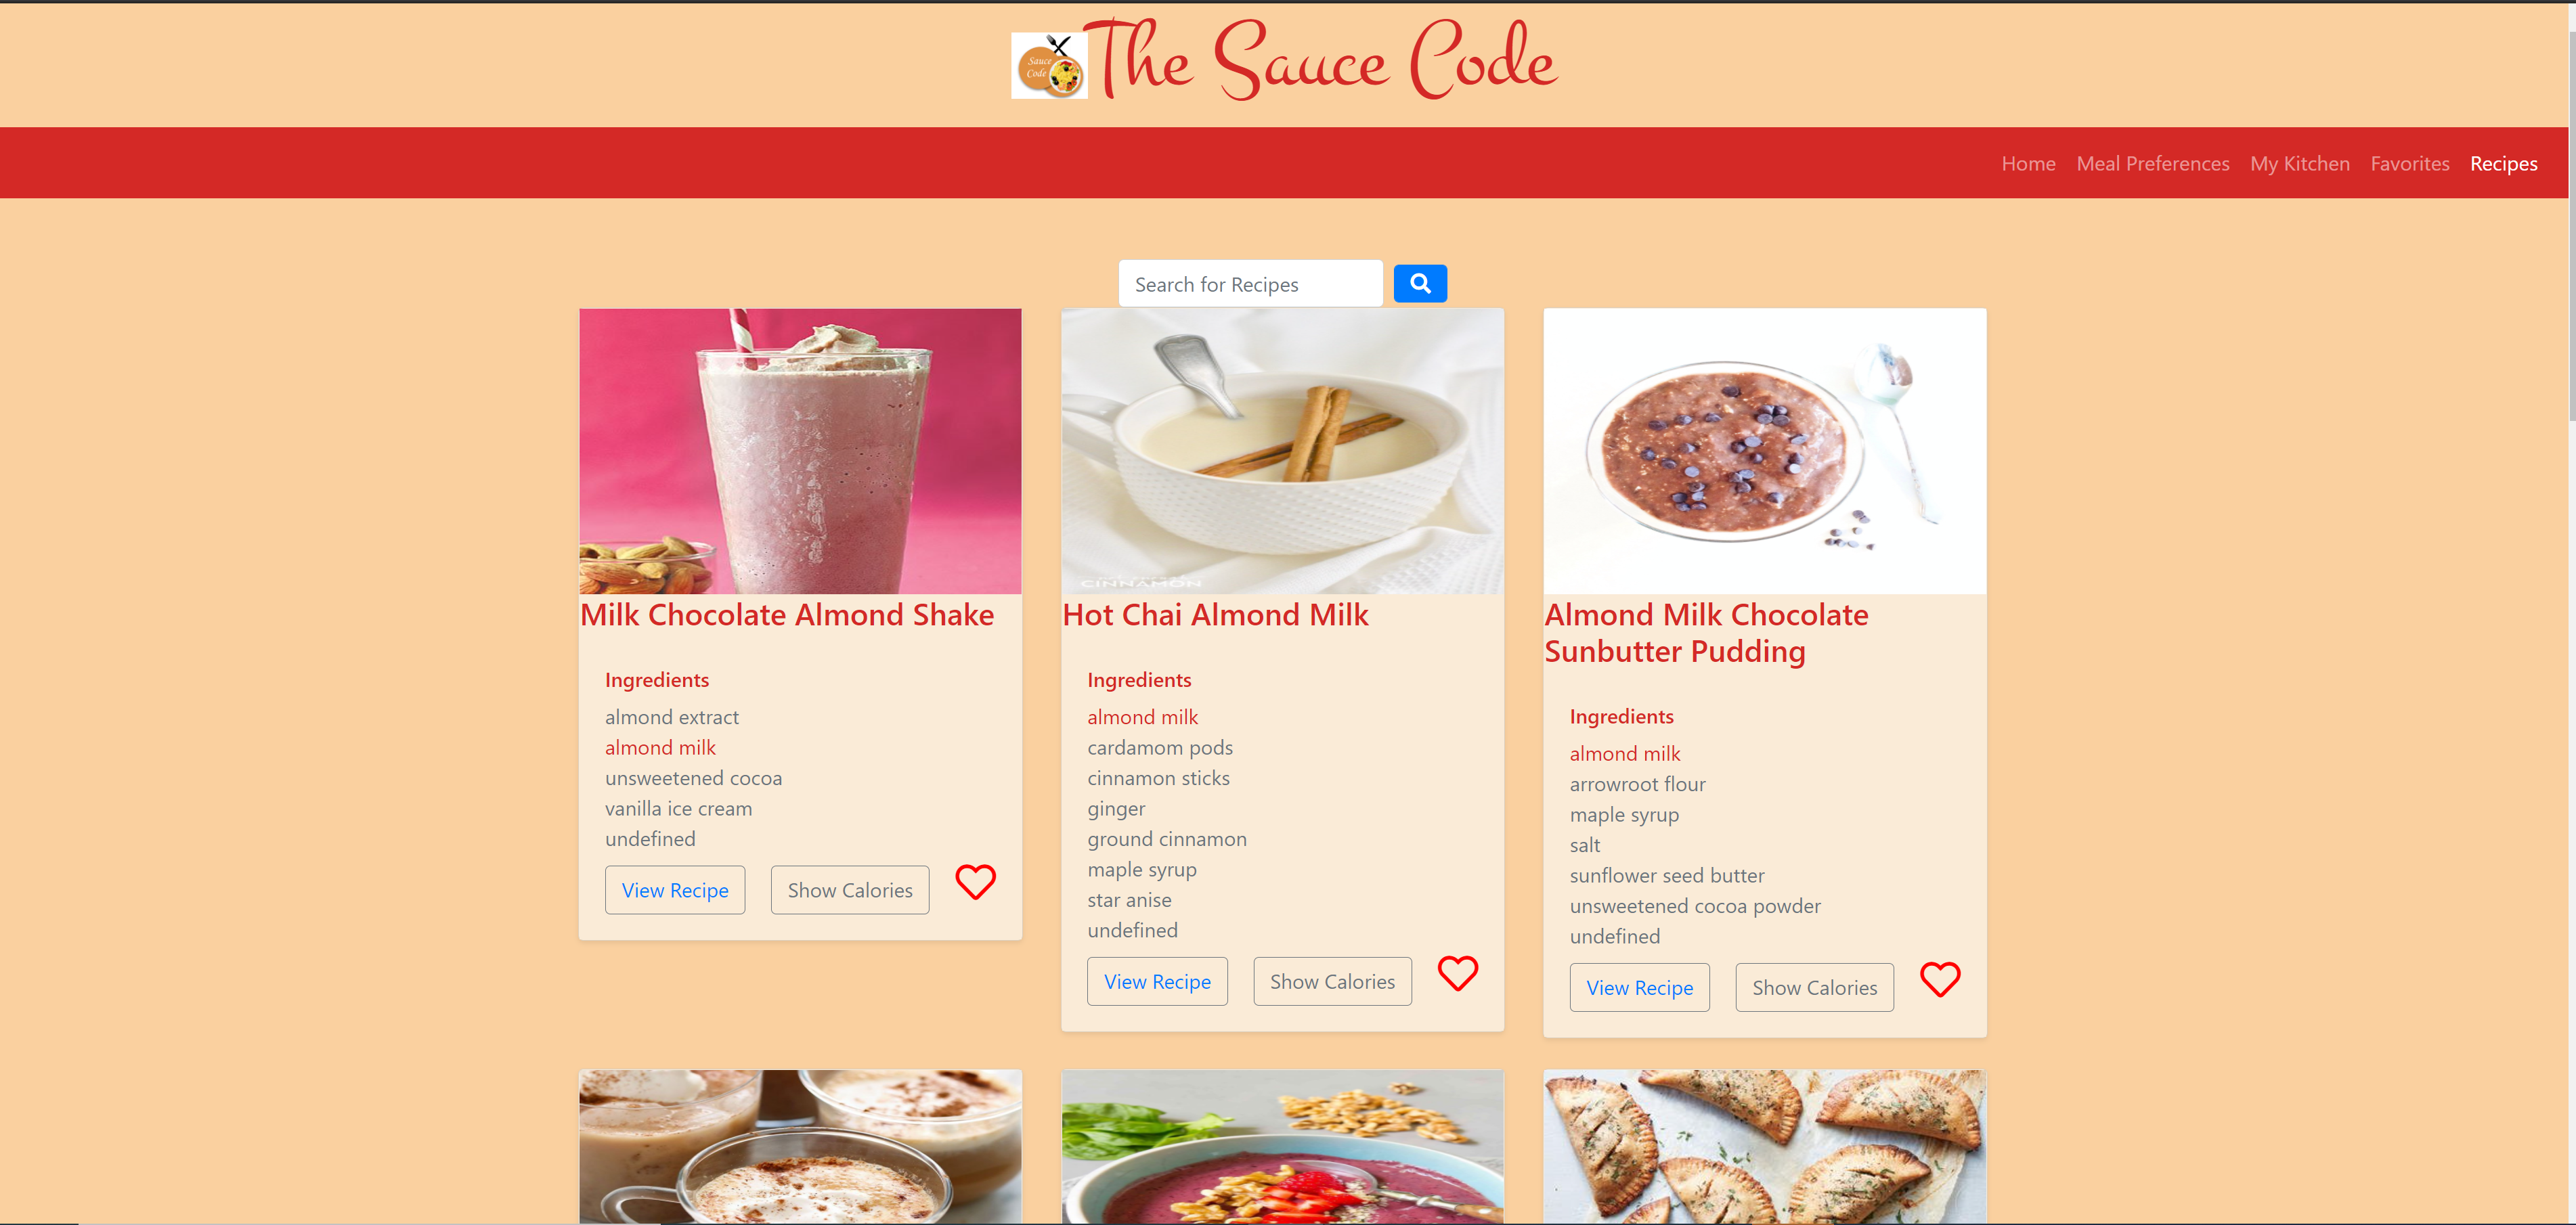 Sauce
Code
The Sauce Code
Home Meal Preferences My Kitchen Favorites Recipes
Search for Recipes
CINNAMON
Milk Chocolate Almond Shake
Ingredients
almond extract
almond milk
unsweetened cocoa
vanilla ice cream
undefined
View Recipe Show Calories
Hot Chai Almond Milk
Ingredients
almond milk
cardamom pods
cinnamon sticks
ginger
ground cinnamon
maple syrup
star anise
undefined
View Recipe Show Calories
Almond Milk Chocolate
Sunbutter Pudding
Ingredients
almond milk
arrowroot flour
maple syrup
salt
sunflower seed butter
unsweetened cocoa powder
undefined
View Recipe Show Calories